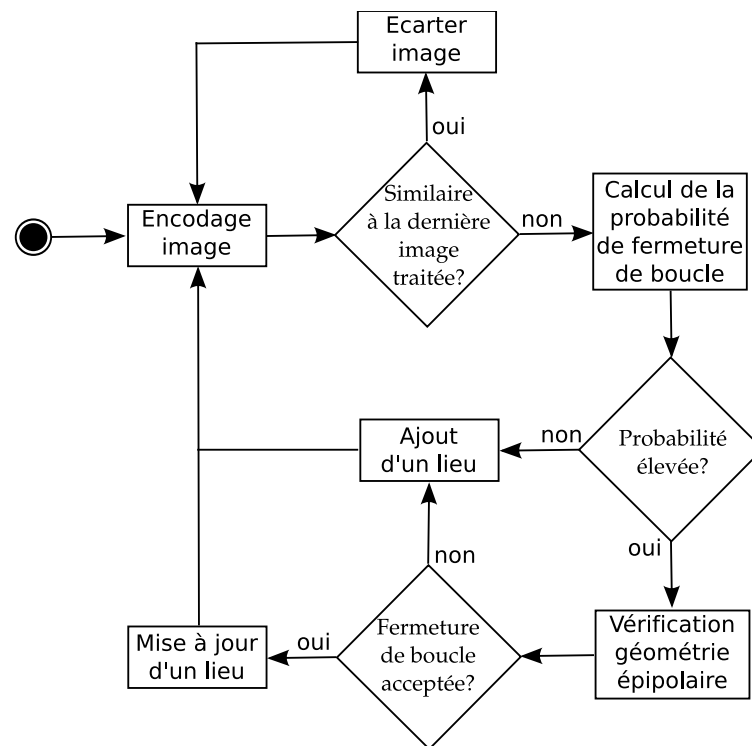 Ecarter
image
oui
Similaire
à la dernière
image
traitée?
non
Calcul de la
probabilité
de fermeture
de boucle
Encodage
image
Probabilité
élevée?
non
oui
Ajout
d'un lieu
non
Vérification
géométrie
épipolaire
Fermeture
de boucle
acceptée?
oui
Mise à jour
d'un lieu